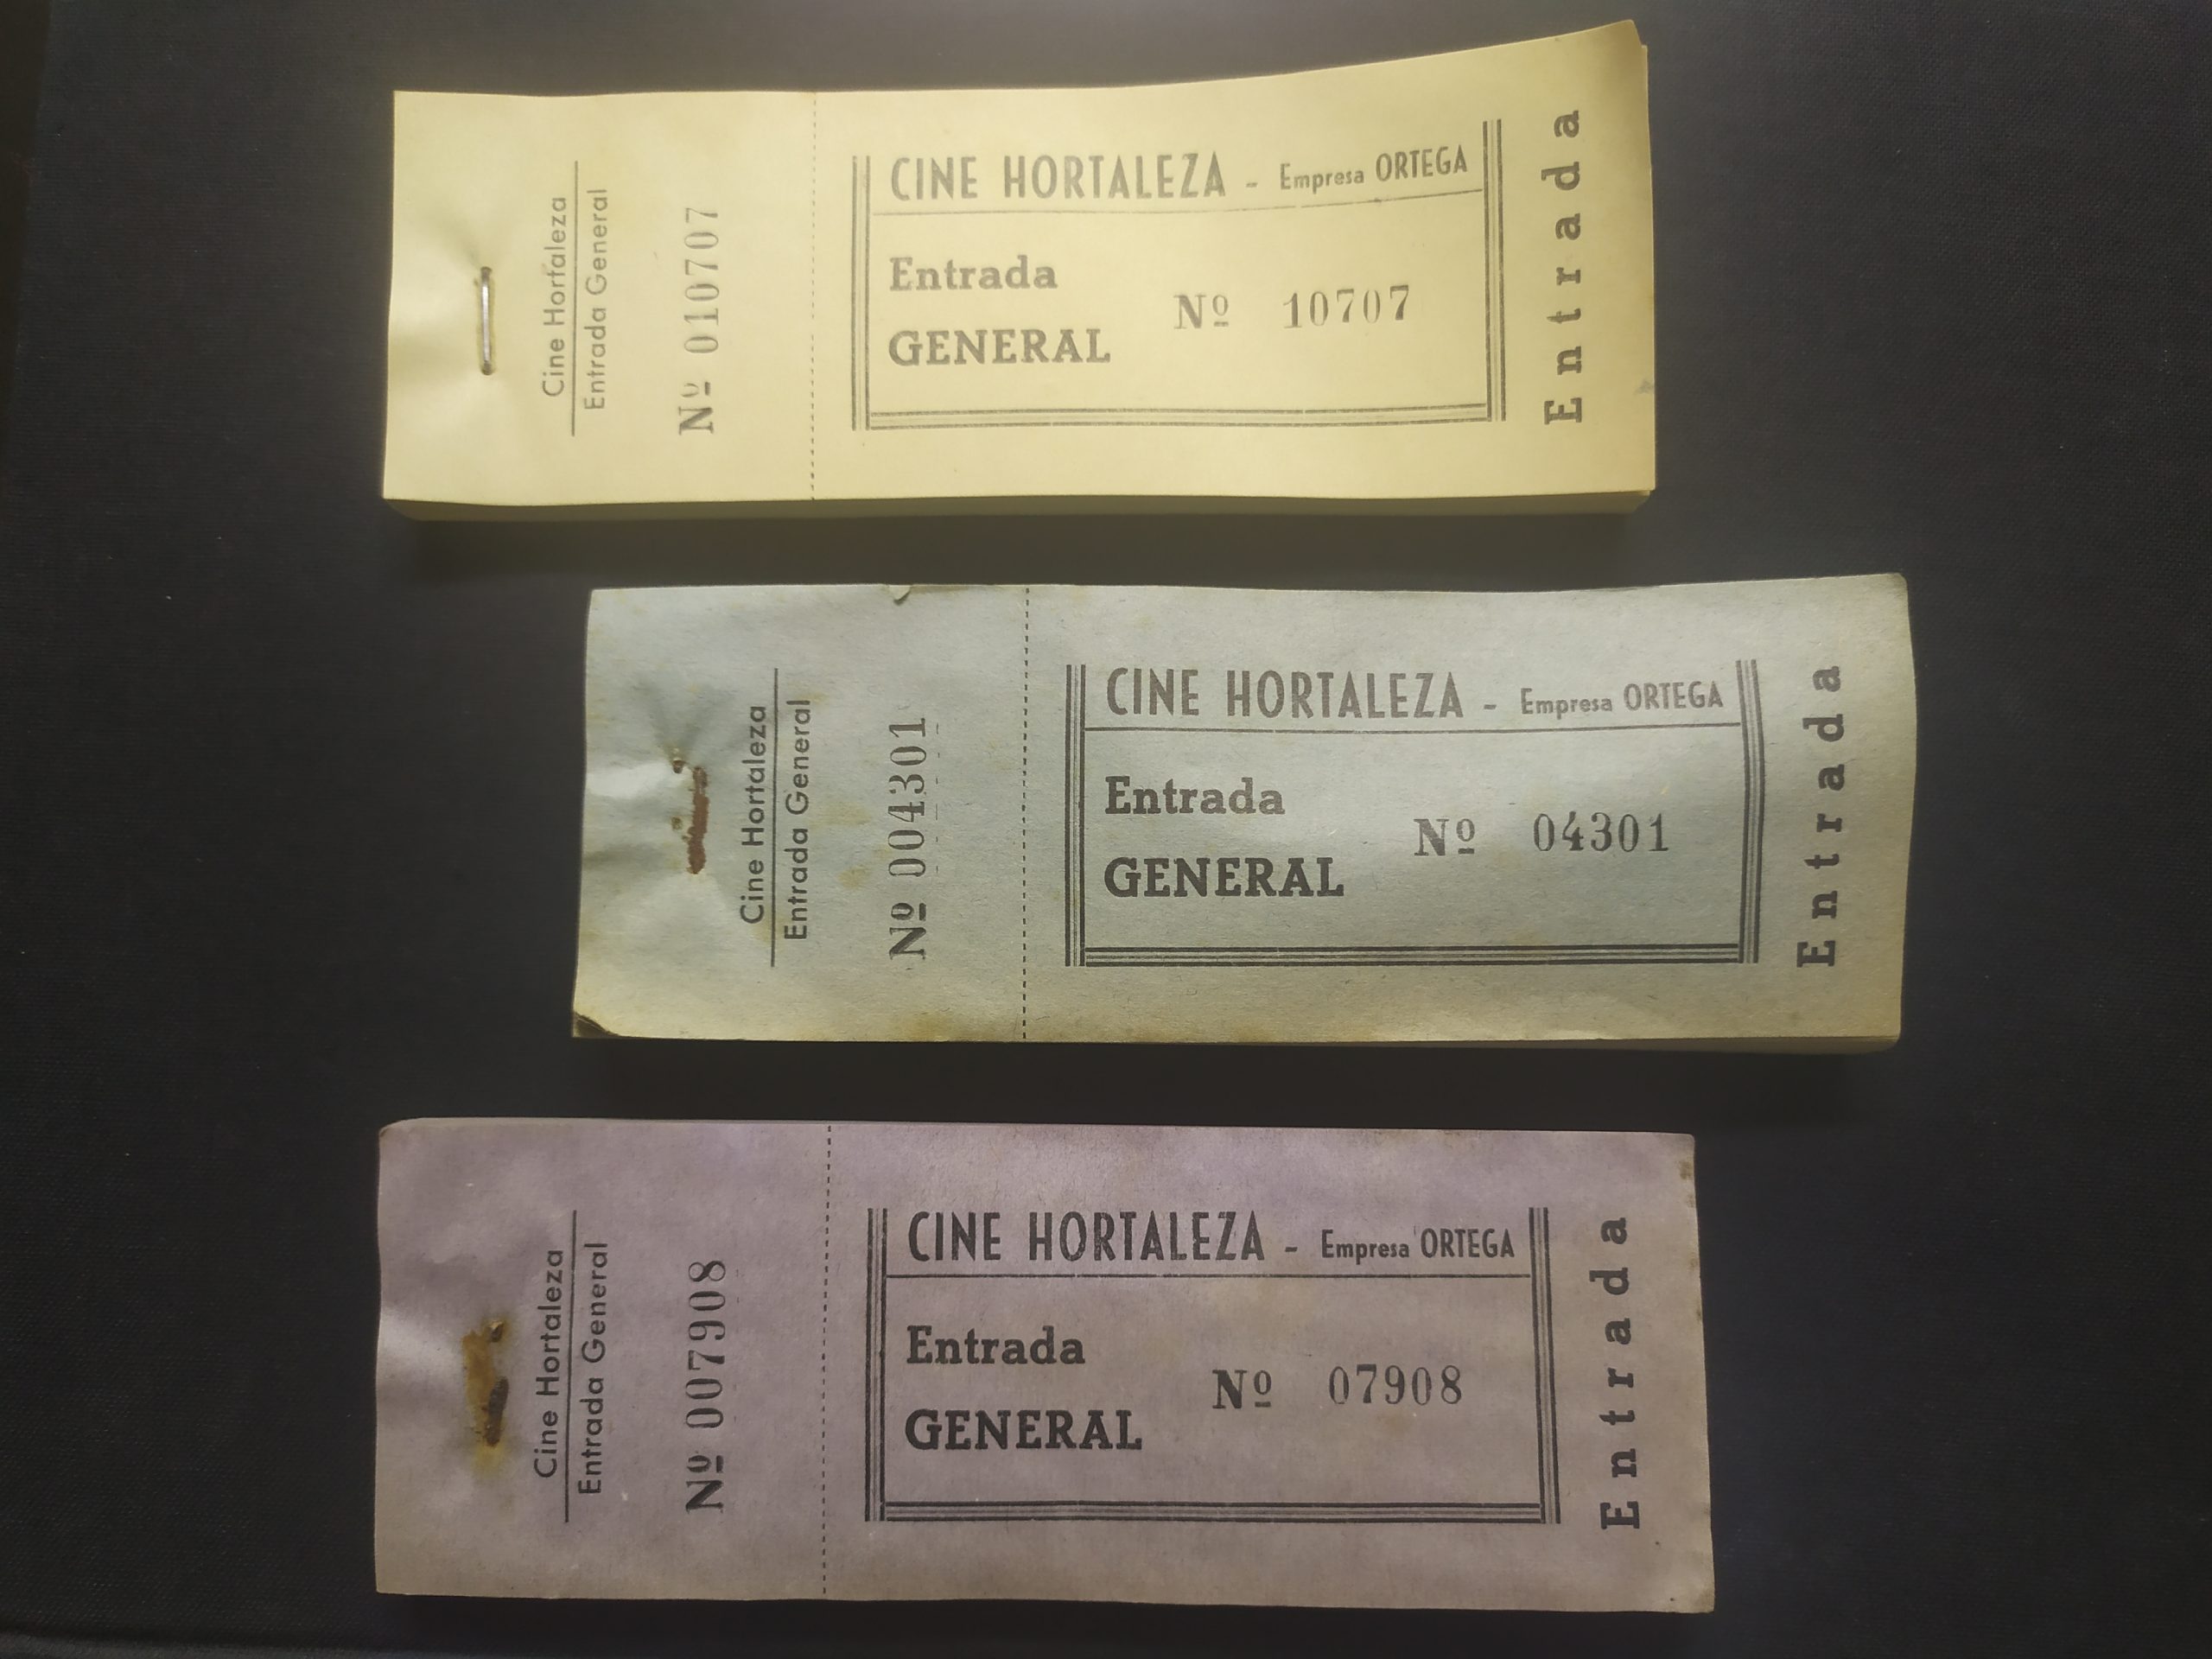 Cine Hortaleza
Entrada General
Nº 010707
CINE HORTALEZA - Empresa ORTEGA
Entrada
GENERAL
Nº 10707
Entrada
Cine Hortaleza
Entrada General
Nº 004301
CINE HORTALEZA - Empresa ORTEGA
Entrada
GENERAL
Nº 04301
Entrada
Cine Hortaleza
Entrada General
Nº 007908
CINE HORTALEZA - Empresa ORTEGA
Entrada
GENERAL
Nº 07908
Entrada